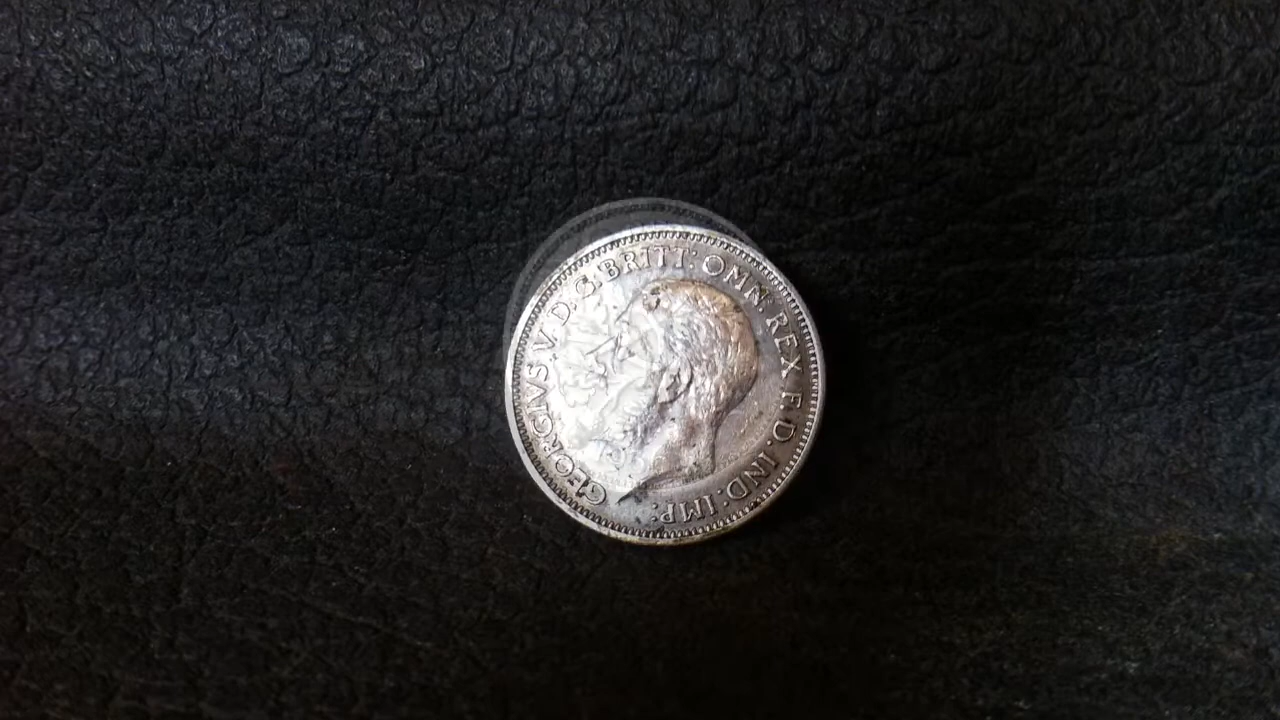 GEORGIVS V D.G.BRITT: OMN: REX F.D. IND: IMP: